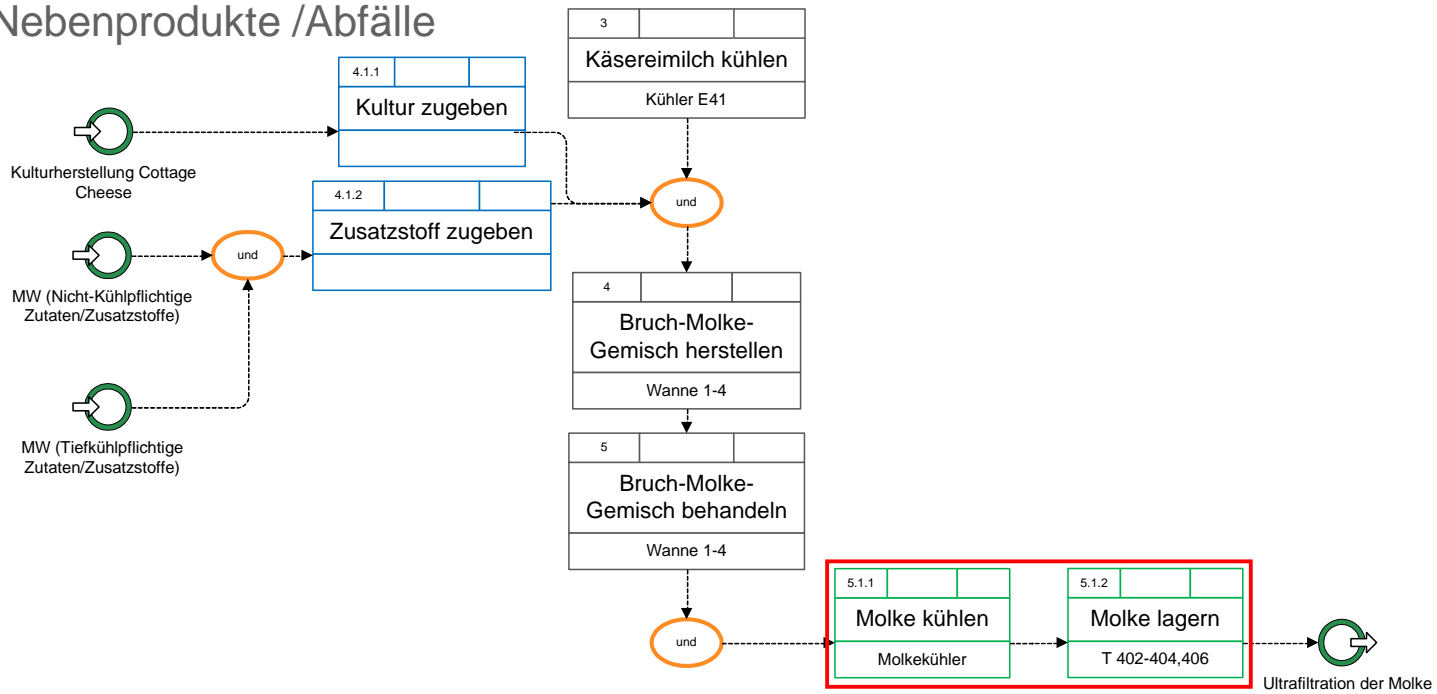 Nebenprodukte /Abfälle
3
Käsereimilch kühlen
Kühler E41
4.1.1
Kultur zugeben
Kulturherstellung Cottage
Cheese
4.1.2
Zusatzstoff zugeben
und
und
MW (Nicht-Kühlpflichtige
Zutaten/Zusatzstoffe)
4
Bruch-Molke-
Gemisch herstellen
Wanne 1-4
MW (Tiefkühlpflichtige
Zutaten/Zusatzstoffe)
5
Bruch-Molke-
Gemisch behandeln
Wanne 1-4
und
5.1.1
Molke kühlen
Molkekühler
5.1.2
Molke lagern
T 402-404,406
Ultrafiltration der Molke